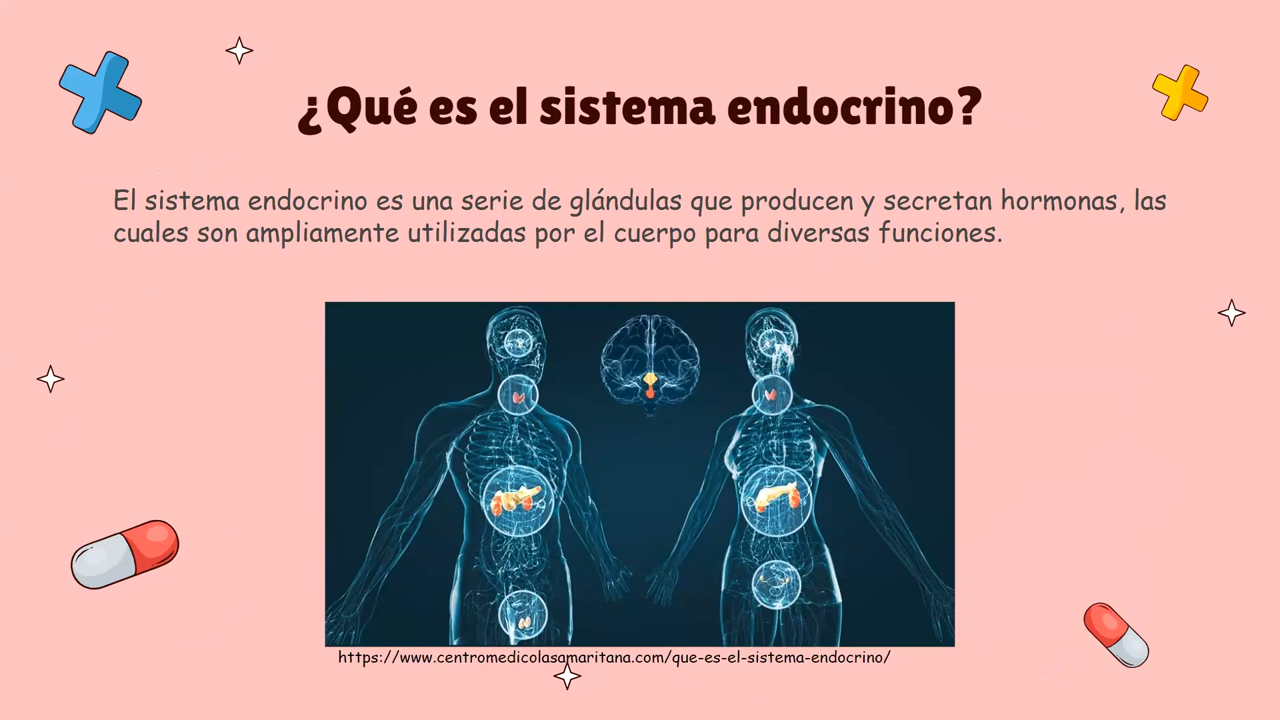 ¿Qué es el sistema endocrino?
El sistema endocrino es una serie de glándulas que producen y secretan hormonas, las
cuales son ampliamente utilizadas por el cuerpo para diversas funciones.
https://www.centromedicolasamaritana.com/que-es-el-sistema-endocrino/